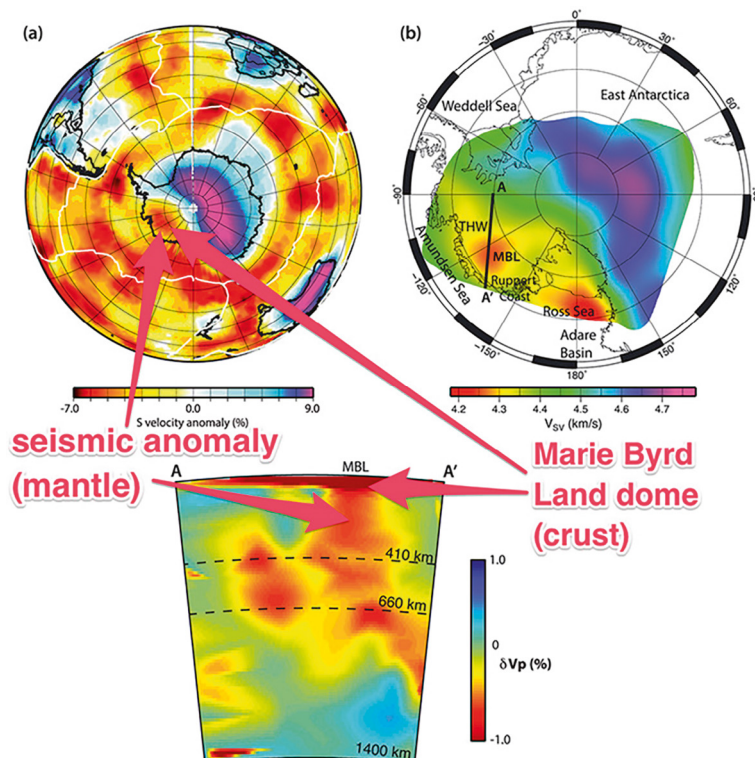 (a)
(b)
0°
-30°
30°
-60°
60°
Weddell Sea
East Antarctica
-90°
90°
A
THW
MBL
Amundsen Sea
Ruppert
Coast
A'
Ross Sea
-120°
120°
Adare
Basin
-150°
150°
180°
-7.0
0.0
9.0
S velocity anomaly (%)
4.2
4.3
4.4
4.5
4.6
4.7
VSV (km/s)
seismic anomaly
(mantle)
Marie Byrd
Land dome
(crust)
A
MBL
A'
410 km
660 km
1400 km
1.0
0
-1.0
δVp (%)